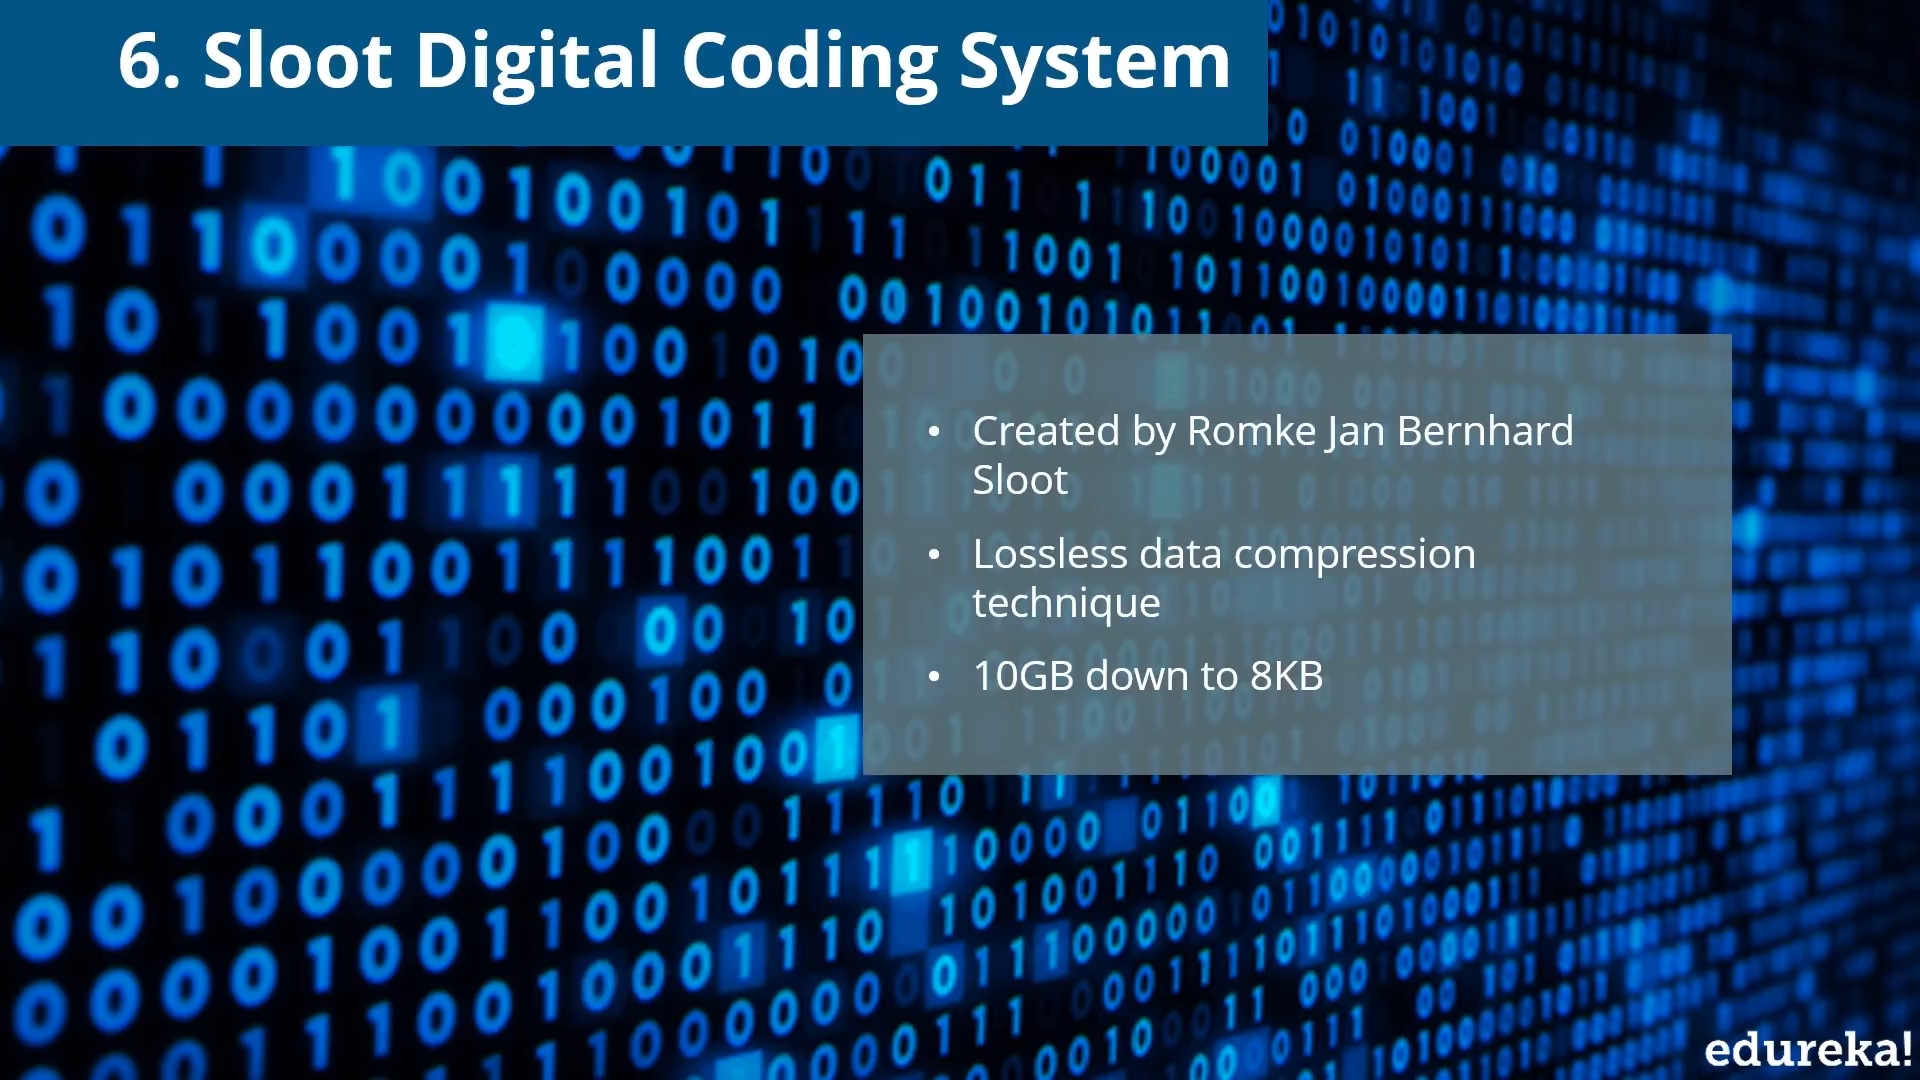 6. Sloot Digital Coding System
• Created by Romke Jan Bernhard
Sloot
• Lossless data compression
technique
• 10GB down to 8KB
edureka!